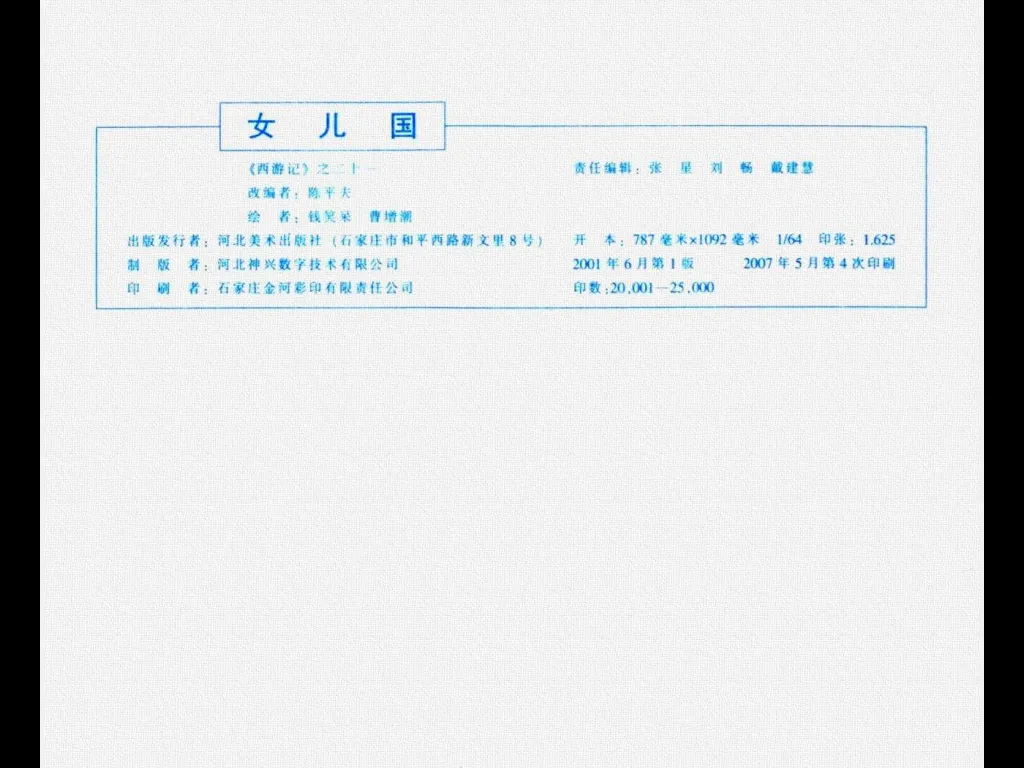 女儿国
《西游记》之二十一
改编者：陈平夫
绘 者：钱笑呆 曹增潮
出版发行者：河北美术出版社（石家庄市和平西路新文里8号）
制 版 者：河北神兴数字技术有限公司
印 刷 者：石家庄金河彩印有限责任公司
责任编辑：张 星 刘 畅 戴建慧
开 本：787毫米×1092毫米 1/64 印张：1.625
2001年6月第1版 2007年5月第4次印刷
印数：20,001—25,000